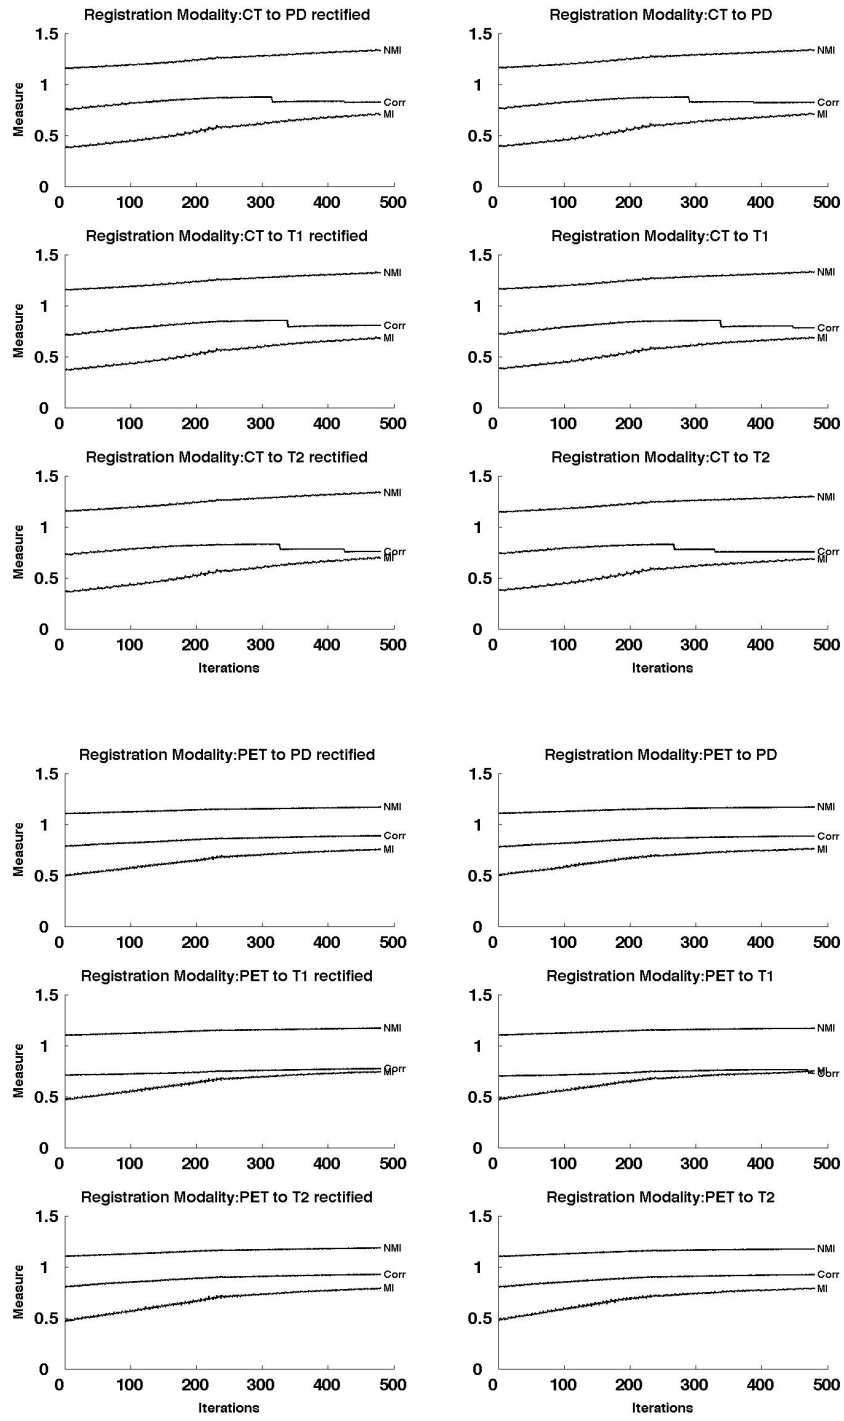 Registration Modality:CT to PD rectified
1.5
1
0.5
0
Measure
NMI
Corr
MI
0 100 200 300 400 500
Registration Modality:CT to PD
1.5
1
0.5
0
NMI
Corr
MI
0 100 200 300 400 500
Registration Modality:CT to T1 rectified
1.5
1
0.5
0
Measure
NMI
Corr
MI
0 100 200 300 400 500
Registration Modality:CT to T1
1.5
1
0.5
0
NMI
Corr
MI
0 100 200 300 400 500
Registration Modality:CT to T2 rectified
1.5
1
0.5
0
Measure
NMI
Corr
MI
0 100 200 300 400 500
Iterations
Registration Modality:CT to T2
1.5
1
0.5
0
NMI
Corr
MI
0 100 200 300 400 500
Iterations
Registration Modality:PET to PD rectified
1.5
1
0.5
0
Measure
NMI
Corr
MI
0 100 200 300 400 500
Registration Modality:PET to PD
1.5
1
0.5
0
NMI
Corr
MI
0 100 200 300 400 500
Registration Modality:PET to T1 rectified
1.5
1
0.5
0
Measure
NMI
Corr
MI
0 100 200 300 400 500
Registration Modality:PET to T1
1.5
1
0.5
0
NMI
MI
Corr
0 100 200 300 400 500
Registration Modality:PET to T2 rectified
1.5
1
0.5
0
Measure
NMI
Corr
MI
0 100 200 300 400 500
Iterations
Registration Modality:PET to T2
1.5
1
0.5
0
NMI
Corr
MI
0 100 200 300 400 500
Iterations